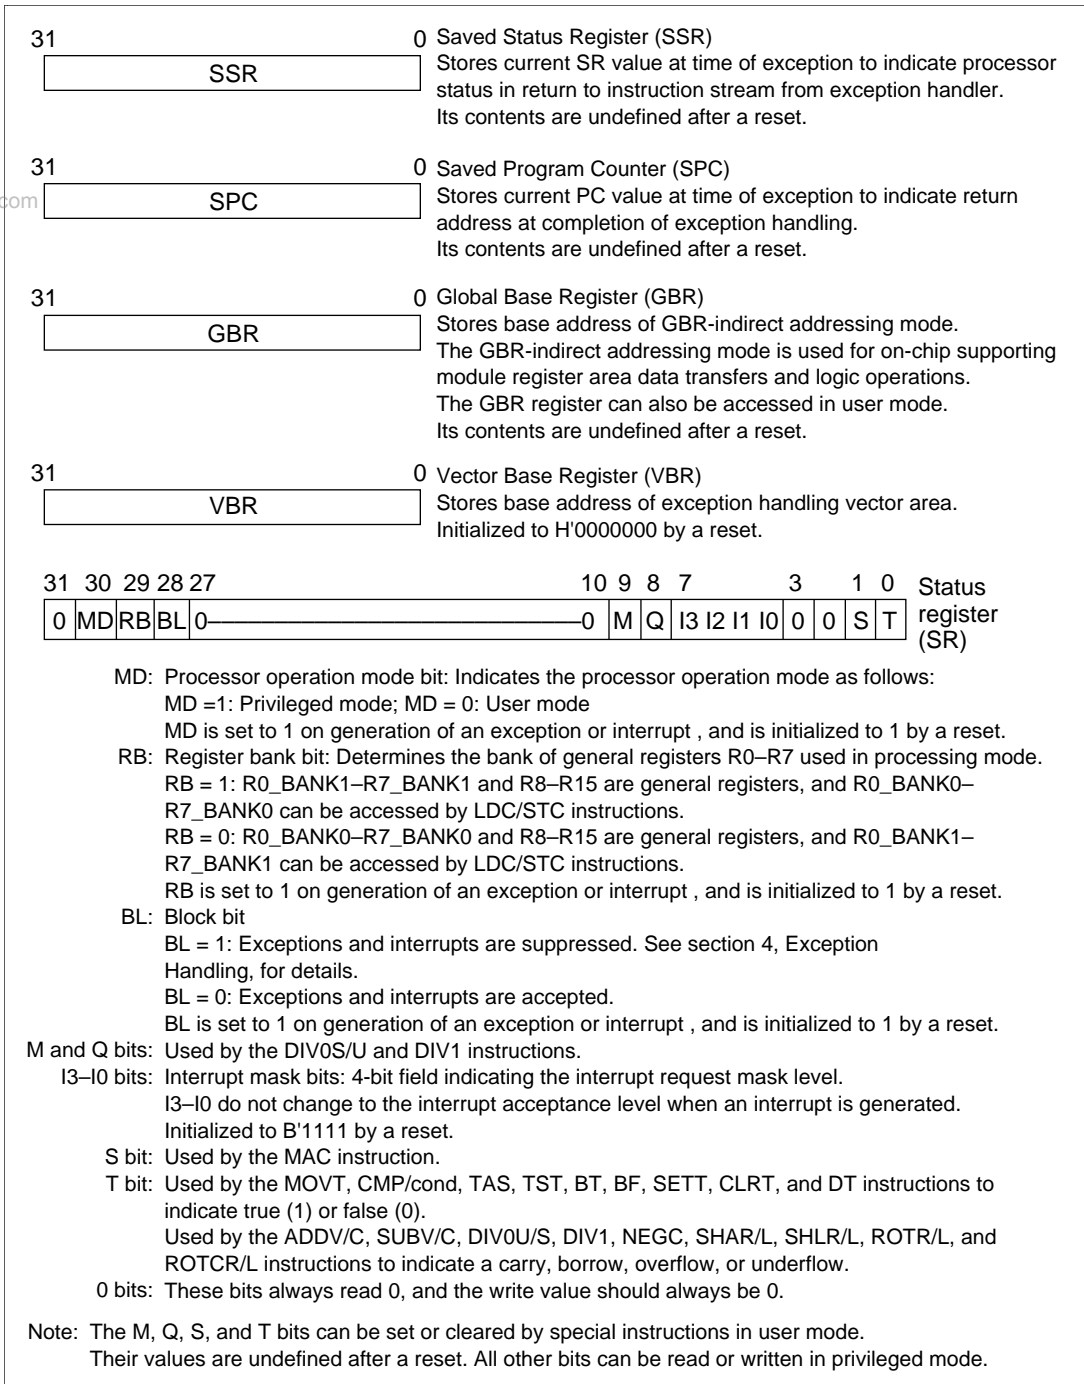 31 0 Saved Status Register (SSR)
SSR
Stores current SR value at time of exception to indicate processor
status in return to instruction stream from exception handler.
Its contents are undefined after a reset.
31 0 Saved Program Counter (SPC)
com
SPC
Stores current PC value at time of exception to indicate return
address at completion of exception handling.
Its contents are undefined after a reset.
31 0 Global Base Register (GBR)
GBR
Stores base address of GBR-indirect addressing mode.
The GBR-indirect addressing mode is used for on-chip supporting
module register area data transfers and logic operations.
The GBR register can also be accessed in user mode.
Its contents are undefined after a reset.
31 0 Vector Base Register (VBR)
VBR
Stores base address of exception handling vector area.
Initialized to H'0000000 by a reset.
31 30 29 28 27 10 9 8 7 3 1 0 Status
0 MD RB BL 0 0 M Q I3 I2 I1 I0 0 0 S T register
(SR)
MD: Processor operation mode bit: Indicates the processor operation mode as follows:
MD =1: Privileged mode; MD = 0: User mode
MD is set to 1 on generation of an exception or interrupt , and is initialized to 1 by a reset.
RB: Register bank bit: Determines the bank of general registers R0–R7 used in processing mode.
RB = 1: R0_BANK1–R7_BANK1 and R8–R15 are general registers, and R0_BANK0–
R7_BANK0 can be accessed by LDC/STC instructions.
RB = 0: R0_BANK0–R7_BANK0 and R8–R15 are general registers, and R0_BANK1–
R7_BANK1 can be accessed by LDC/STC instructions.
RB is set to 1 on generation of an exception or interrupt , and is initialized to 1 by a reset.
BL: Block bit
BL = 1: Exceptions and interrupts are suppressed. See section 4, Exception
Handling, for details.
BL = 0: Exceptions and interrupts are accepted.
BL is set to 1 on generation of an exception or interrupt , and is initialized to 1 by a reset.
M and Q bits: Used by the DIV0S/U and DIV1 instructions.
I3–I0 bits: Interrupt mask bits: 4-bit field indicating the interrupt request mask level.
I3–I0 do not change to the interrupt acceptance level when an interrupt is generated.
Initialized to B'1111 by a reset.
S bit: Used by the MAC instruction.
T bit: Used by the MOVT, CMP/cond, TAS, TST, BT, BF, SETT, CLRT, and DT instructions to
indicate true (1) or false (0).
Used by the ADDV/C, SUBV/C, DIV0U/S, DIV1, NEGC, SHAR/L, SHLR/L, ROTR/L, and
ROTCR/L instructions to indicate a carry, borrow, overflow, or underflow.
0 bits: These bits always read 0, and the write value should always be 0.
Note: The M, Q, S, and T bits can be set or cleared by special instructions in user mode.
Their values are undefined after a reset. All other bits can be read or written in privileged mode.